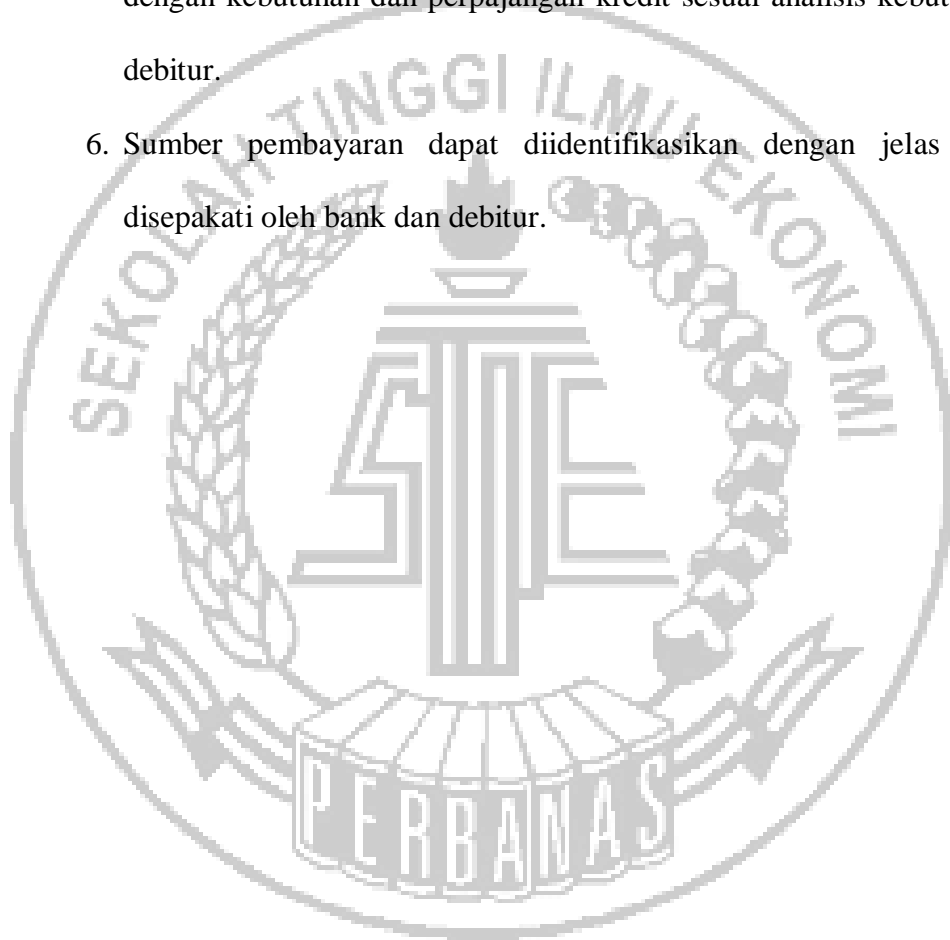 dengan kebutuhan dan perpajangan kredit sesuai analisis
debitur.
6. Sumber pembayaran dapat diidentifikasikan dengan jelas
disepakati oleh bank dan debitur.
SEKOLAH TINGGI ILMU EKONOMI
STIE
PERBANAS